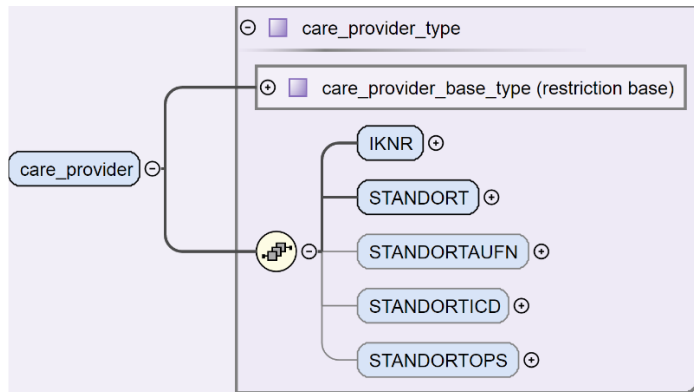 care_provider_type
care_provider_base_type (restriction base)
IKNR
care_provider
STANDORT
STANDORTAUFN
STANDORTICD
STANDORTOPS